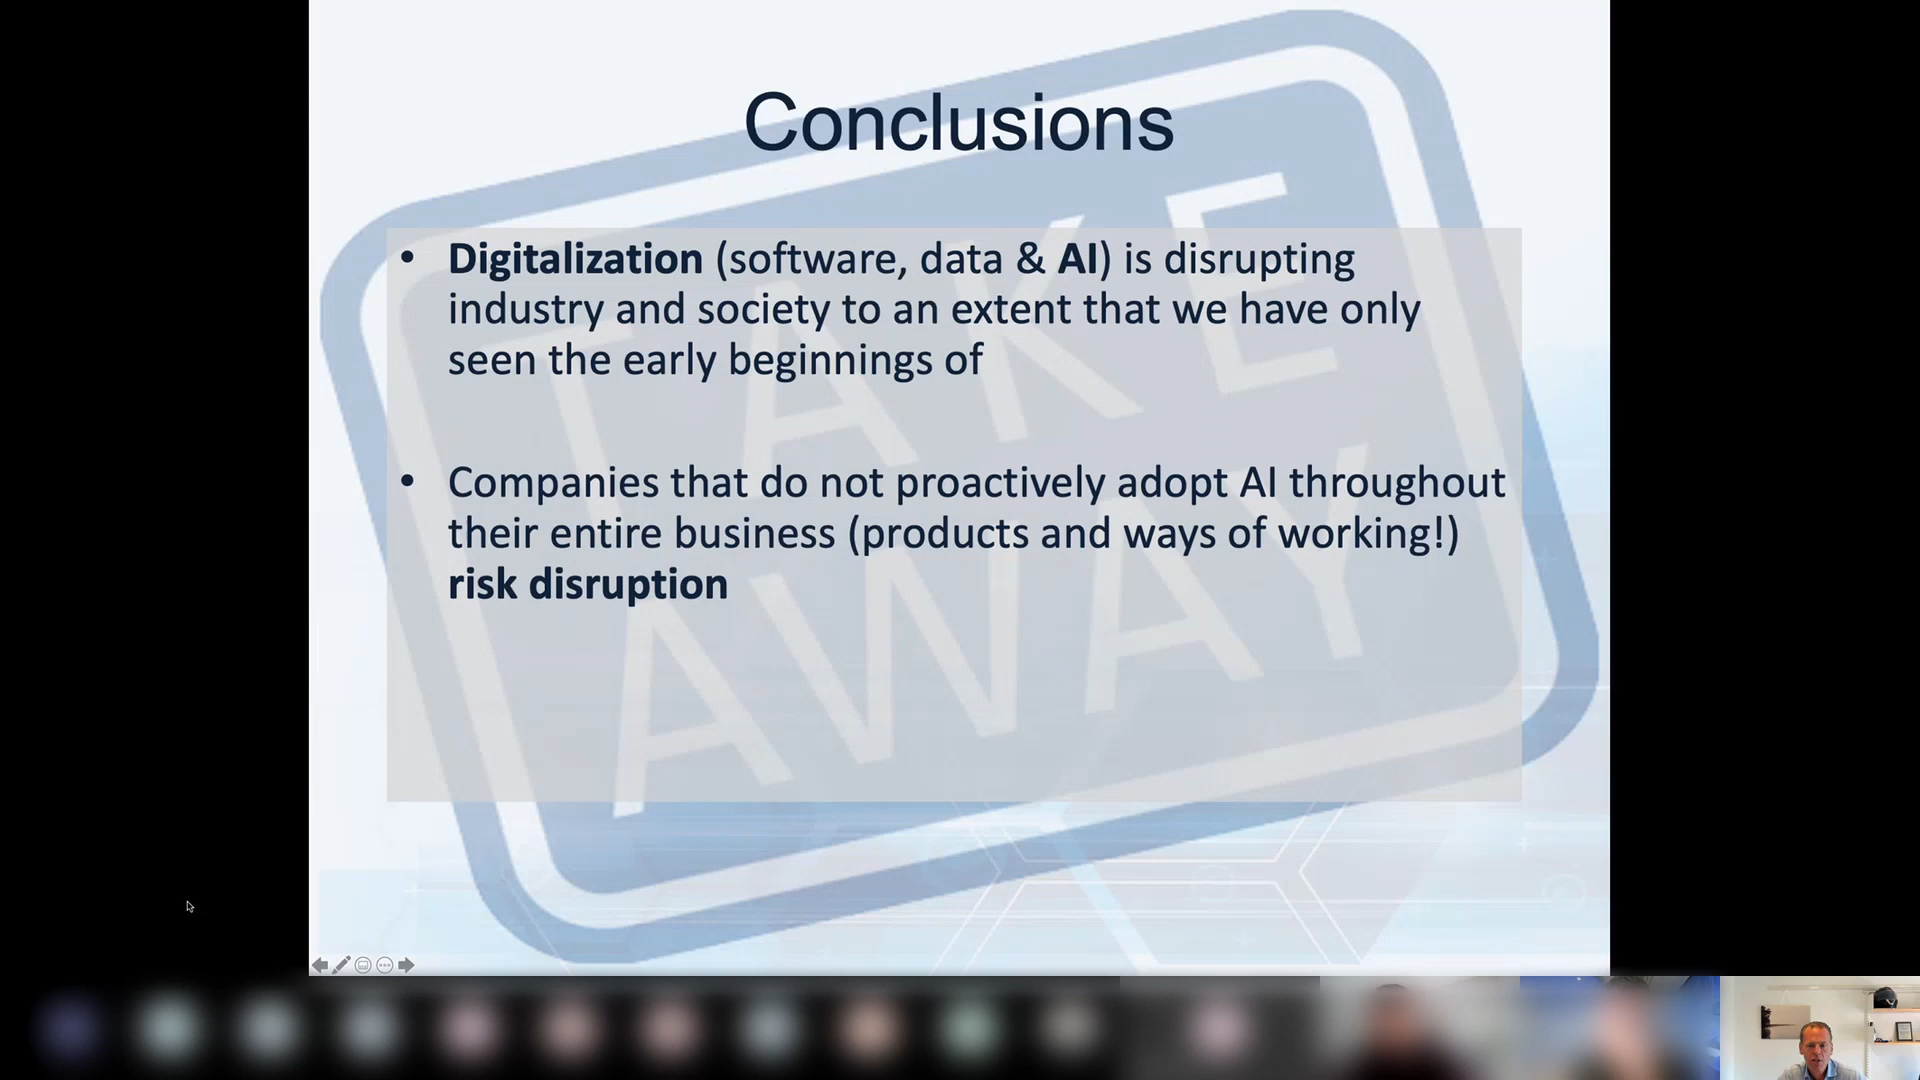 Conclusions
• Digitalization (software, data & AI) is disrupting
industry and society to an extent that we have only
seen the early beginnings of
• Companies that do not proactively adopt AI throughout
their entire business (products and ways of working!)
risk disruption
TAKE
AWAY